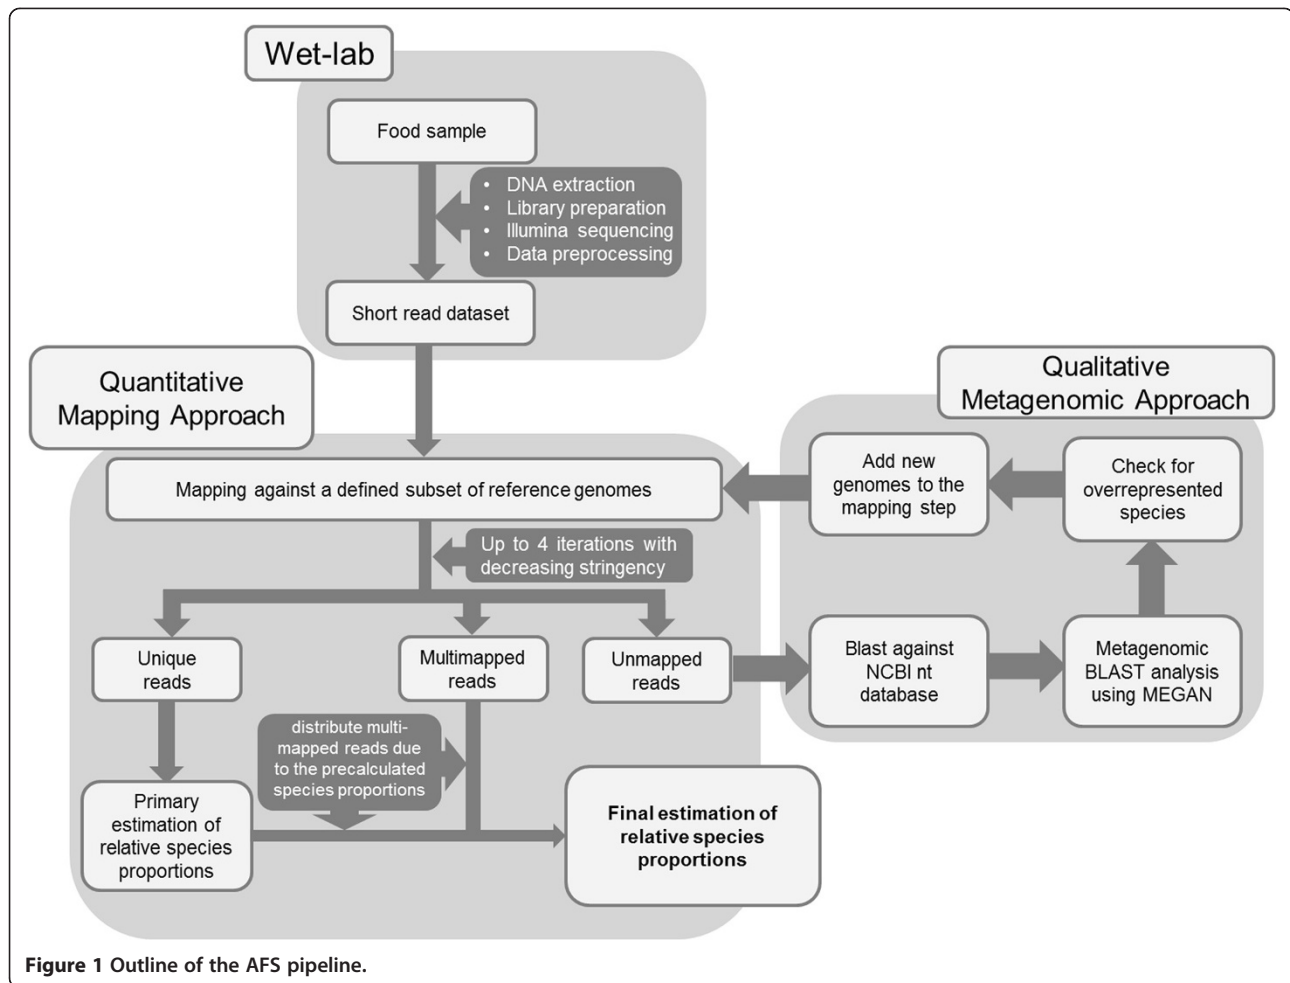 Wet-lab
Food sample
• DNA extraction
• Library preparation
• Illumina sequencing
• Data preprocessing
Short read dataset
Quantitative
Mapping Approach
Qualitative
Metagenomic Approach
Mapping against a defined subset of reference genomes
Add new
genomes to the
mapping step
Check for
overrepresented
species
Up to 4 iterations with
decreasing stringency
Unique
reads
Multimapped
reads
Unmapped
reads
Blast against
NCBI nt
database
Metagenomic
BLAST analysis
using MEGAN
distribute multi-
mapped reads due
to the precalculated
species proportions
Primary
estimation of
relative species
proportions
Final estimation of
relative species
proportions
Figure 1 Outline of the AFS pipeline.